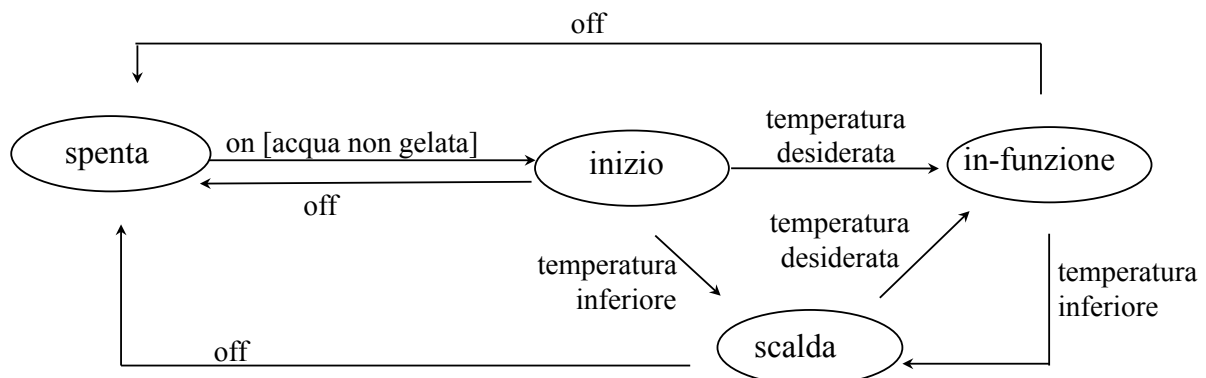 off
spenta
on [acqua non gelata]
off
inizio
temperatura
desiderata
in-funzione
temperatura
inferiore
temperatura
desiderata
temperatura
inferiore
off
scalda